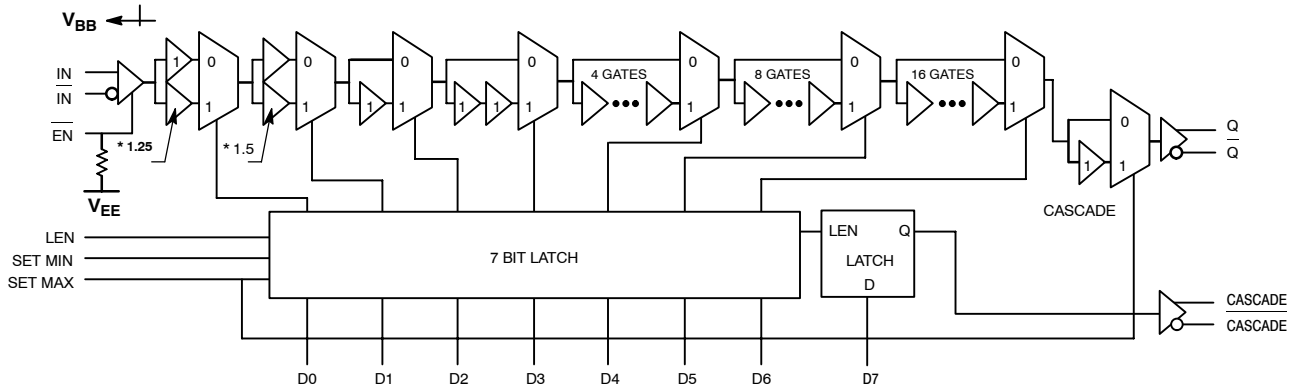 VBB
IN
IN
EN
VEE
1
0
1
* 1.25
0
1
* 1.5
0
1
1
0
1
1
1
4 GATES
0
1
8 GATES
0
1
16 GATES
0
1
0
1
1
CASCADE
Q
Q
LEN
SET MIN
SET MAX
7 BIT LATCH
LEN Q
LATCH
D
CASCADE
CASCADE
D0 D1 D2 D3 D4 D5 D6 D7